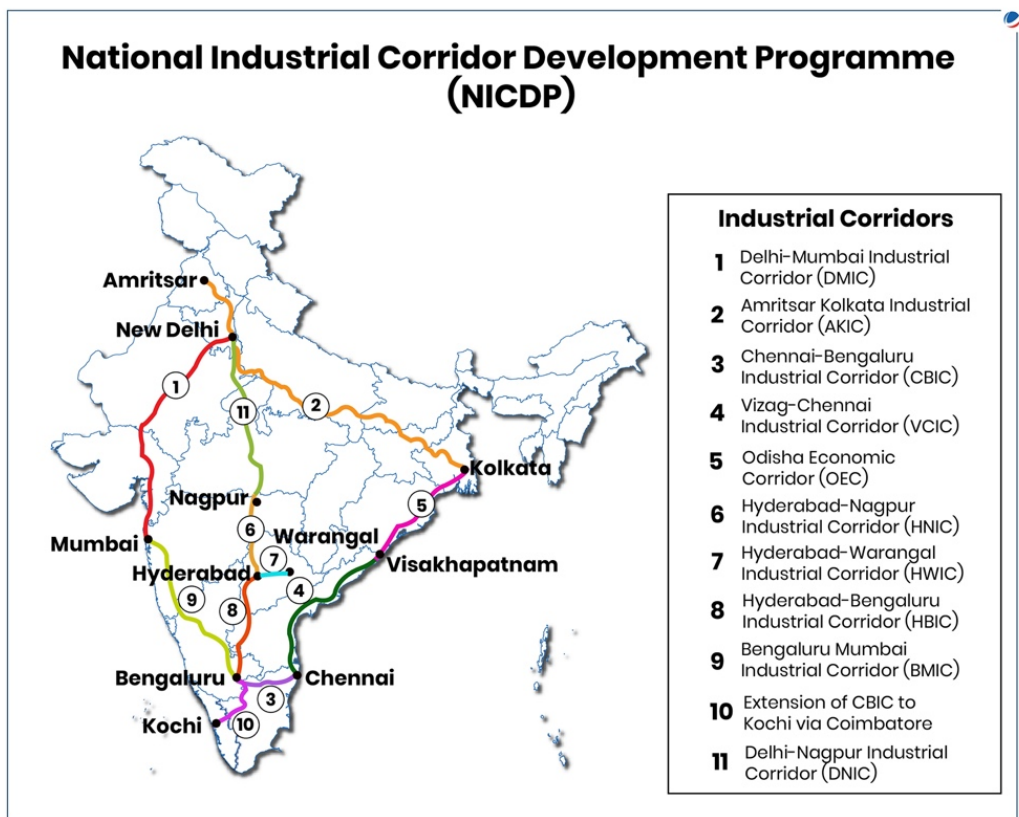 National Industrial Corridor Development Programme
(NICDP)
Amritsar
New Delhi
1
11
2
Kolkata
Nagpur
5
6
Warangal
Mumbai
7
Visakhapatnam
Hyderabad
4
9
8
Bengaluru
Chennai
3
Kochi
10
Industrial Corridors
1 Delhi-Mumbai Industrial
Corridor (DMIC)
2 Amritsar Kolkata Industrial
Corridor (AKIC)
3 Chennai-Bengaluru
Industrial Corridor (CBIC)
4 Vizag-Chennai
Industrial Corridor (VCIC)
5 Odisha Economic
Corridor (OEC)
6 Hyderabad-Nagpur
Industrial Corridor (HNIC)
7 Hyderabad-Warangal
Industrial Corridor (HWIC)
8 Hyderabad-Bengaluru
Industrial Corridor (HBIC)
9 Bengaluru Mumbai
Industrial Corridor (BMIC)
10 Extension of CBIC to
Kochi via Coimbatore
11 Delhi-Nagpur Industrial
Corridor (DNIC)